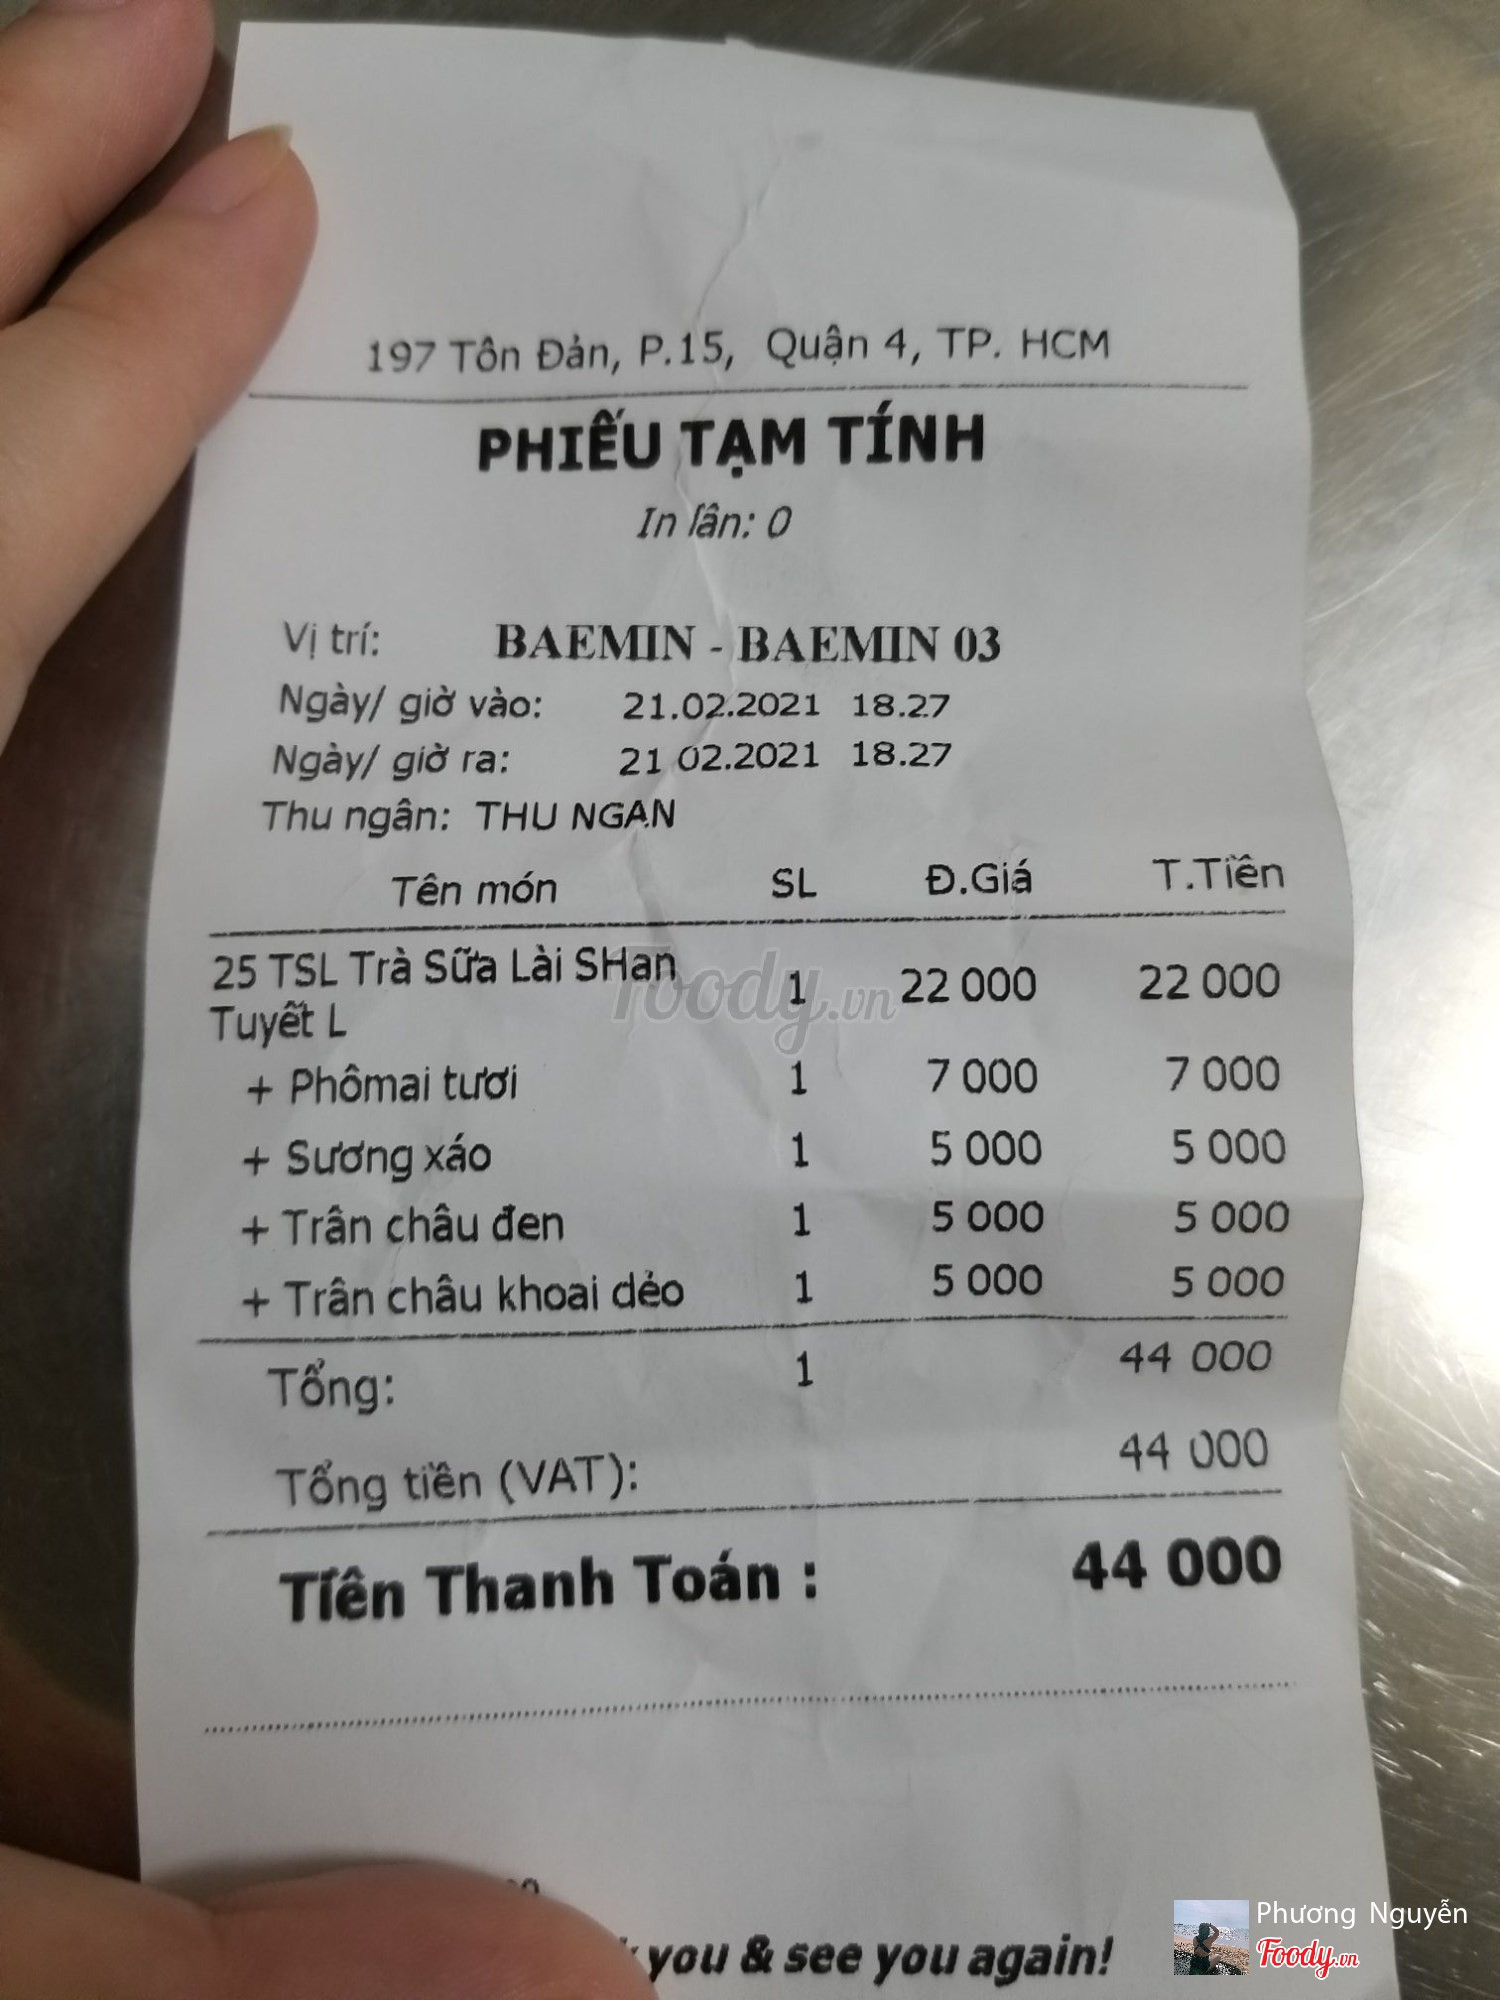 197 Tôn Đản, P.15, Quận 4, TP. HCM
PHIẾU TẠM TÍNH
In lần: 0
Vị trí: BAEMIN - BAEMIN 03
Ngày/ giờ vào: 21.02.2021 18.27
Ngày/ giờ ra: 21 02.2021 18.27
Thu ngân: THU NGAN
Tên món SL Đ.Giá T.Tiền
25 TSL Trà Sữa Lài SHan 1 22 000 22 000
Tuyết L
+ Phômai tươi 1 7 000 7 000
+ Sương xáo 1 5 000 5 000
+ Trân châu đen 1 5 000 5 000
+ Trân châu khoai dẻo 1 5 000 5 000
Tổng: 1 44 000
Tổng tiền (VAT): 44 000
Tiền Thanh Toán : 44 000
you & see you again!
Foody.vn
Phương Nguyễn
Foody.vn